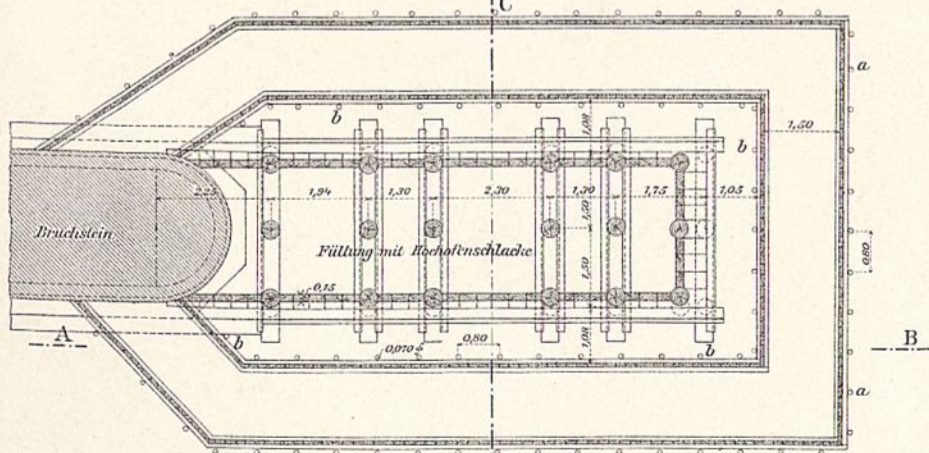 C
a
b
1,08
1,50
b
2,25
1,94
1,30
2,30
1,30
1,75
1,05
1,50
Bruchstein
Füllung mit Hochofenschlacke
0,80
1,50
0,15
A
b
0,070
0,80
1,08
b
B
a